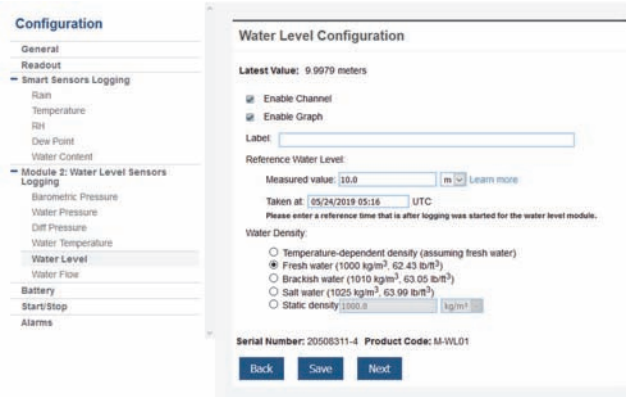 Configuration
General
Readout
Smart Sensors Logging
Rain
Temperature
RH
Dew Point
Water Content
Module 2: Water Level Sensors
Logging
Barometric Pressure
Water Pressure
Diff Pressure
Water Temperature
Water Level
Water Flow
Battery
Start/Stop
Alarms
Water Level Configuration
Latest Value: 9.9979 meters
Enable Channel
Enable Graph
Label:
Reference Water Level:
Measured value: 10.0 m Learn more
Taken at: 05/24/2019 05:16 UTC
Please enter a reference time that is after logging was started for the water level module.
Water Density:
Temperature-dependent density (assuming fresh water)
Fresh water (1000 kg/m³, 62.43 lb/ft³)
Brackish water (1010 kg/m³, 63.05 lb/ft³)
Salt water (1025 kg/m³, 63.99 lb/ft³)
Static density 1000.0 kg/m³
Serial Number: 20506311-4 Product Code: M-WL01
Back Save Next